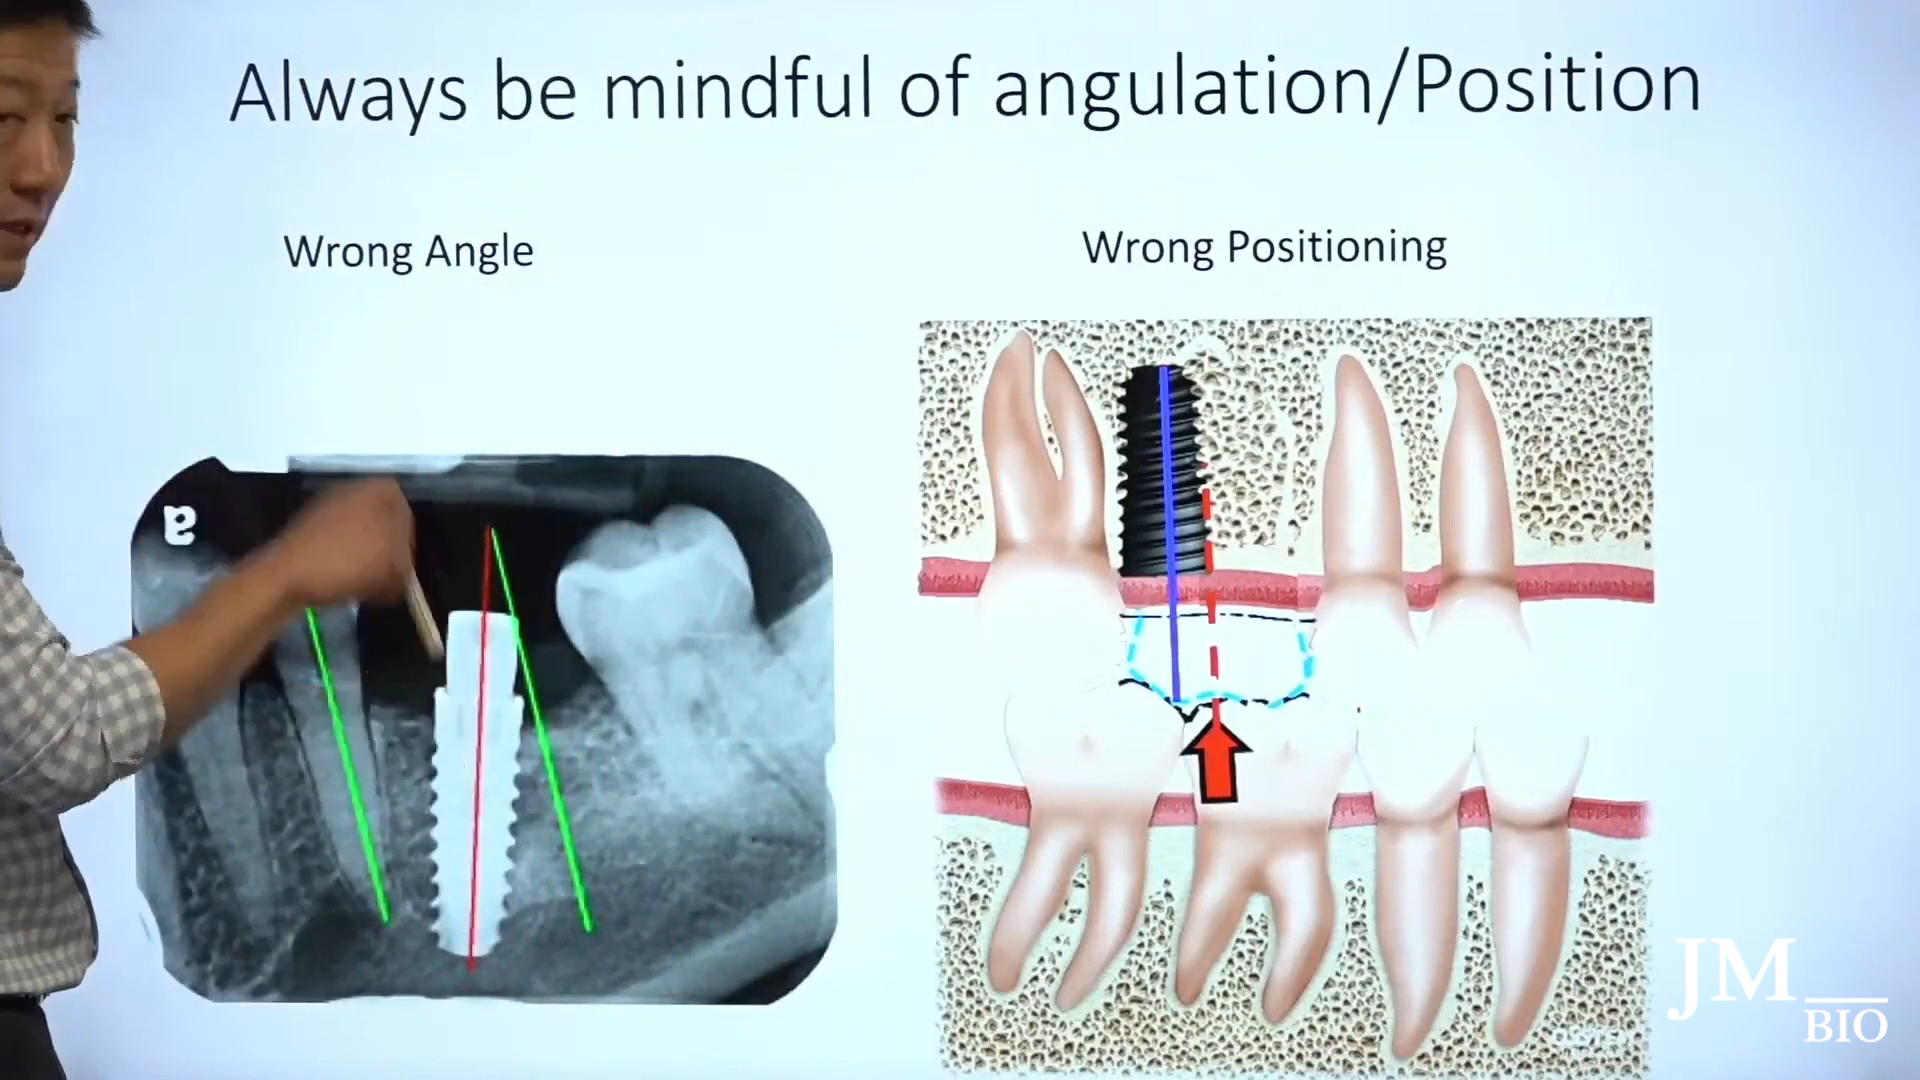 Always be mindful of angulation/Position
Wrong Angle
Wrong Positioning
a
JM
BIO